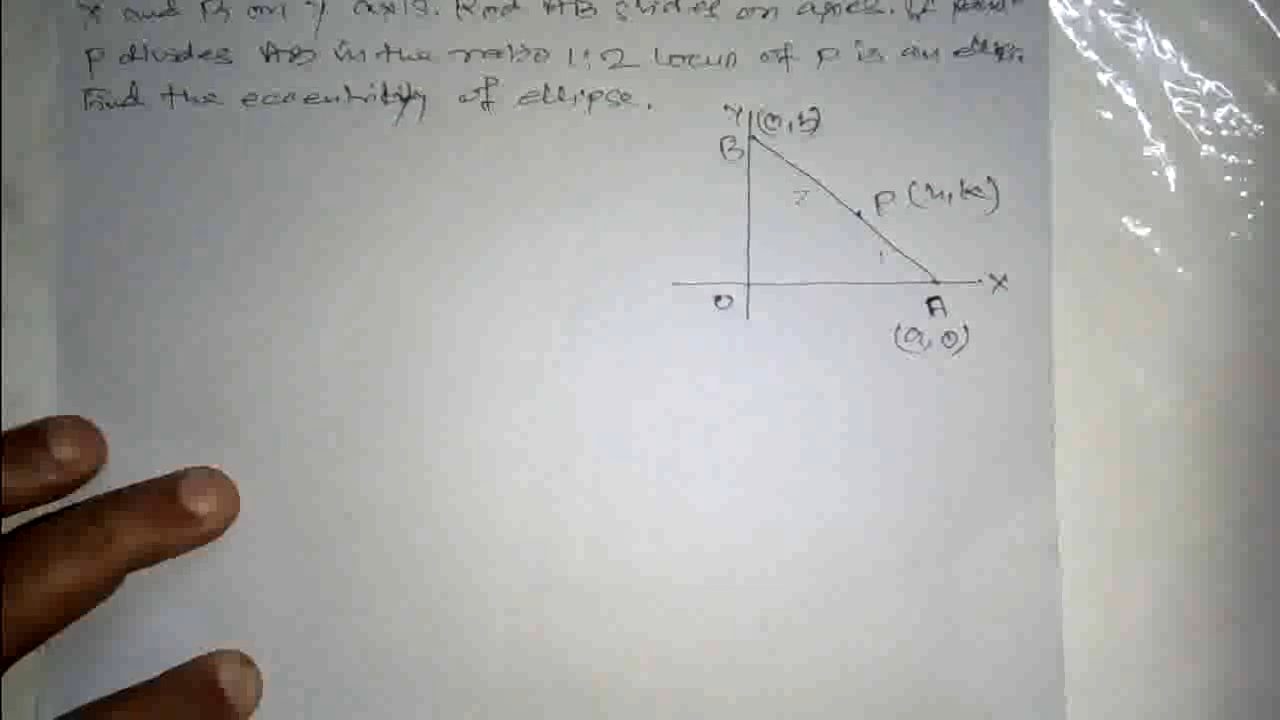 X and B on Y axis. Rod AB slides on axes. If point
P divides AB in the ratio 1:2 locus of P is an ellipse.
Find the eccentricity of ellipse.
Y (0,b)
B
2
P (h,k)
1
O
X
A
(a,0)